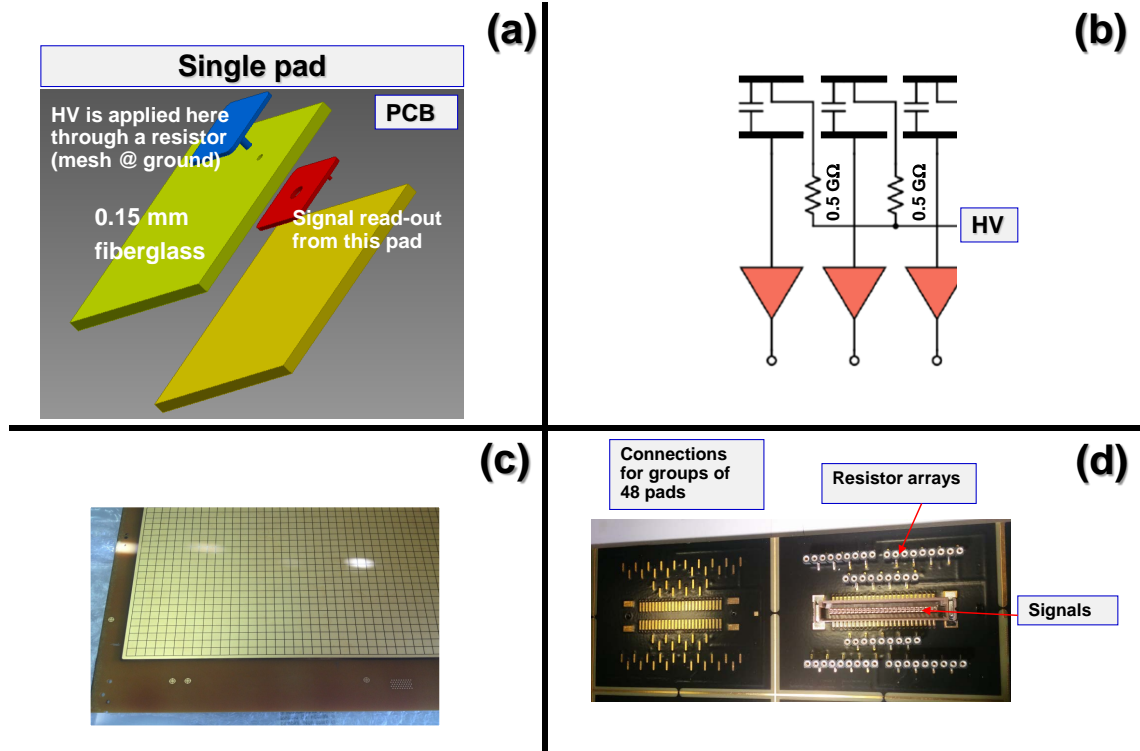 (a)
Single pad
HV is applied here
through a resistor
(mesh @ ground)
PCB
0.15 mm
fiberglass
Signal read-out
from this pad
(b)
0.5 GΩ
0.5 GΩ
HV
(c)
(d)
Connections
for groups of
48 pads
Resistor arrays
Signals